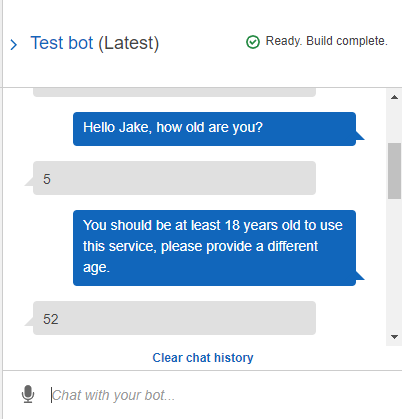 Test bot (Latest)
Ready. Build complete.
Hello Jake, how old are you?
5
You should be at least 18 years old to use
this service, please provide a different
age.
52
Clear chat history
Chat with your bot...